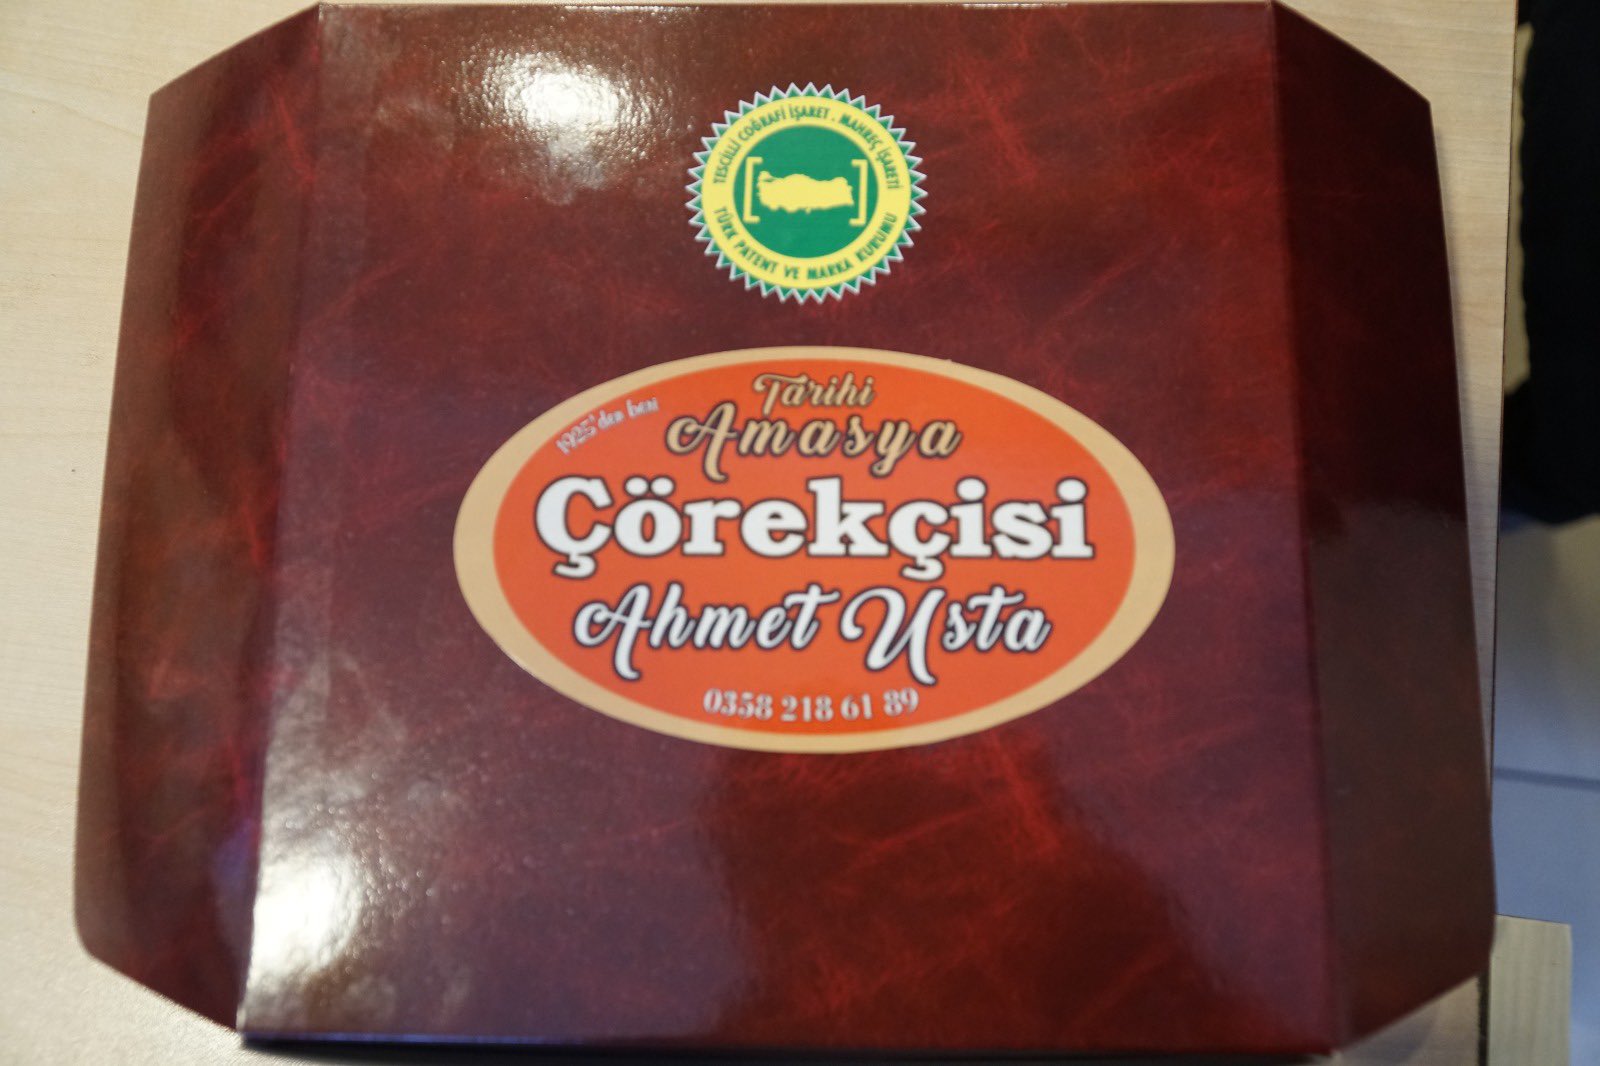 TESCİLLİ COĞRAFİ İŞARET . MAHREÇ İŞARETİ
TÜRK PATENT VE MARKA KURUMU
1925'den beri
Tarihi
Amasya
Çörekçisi
Ahmet Usta
0358 218 61 89